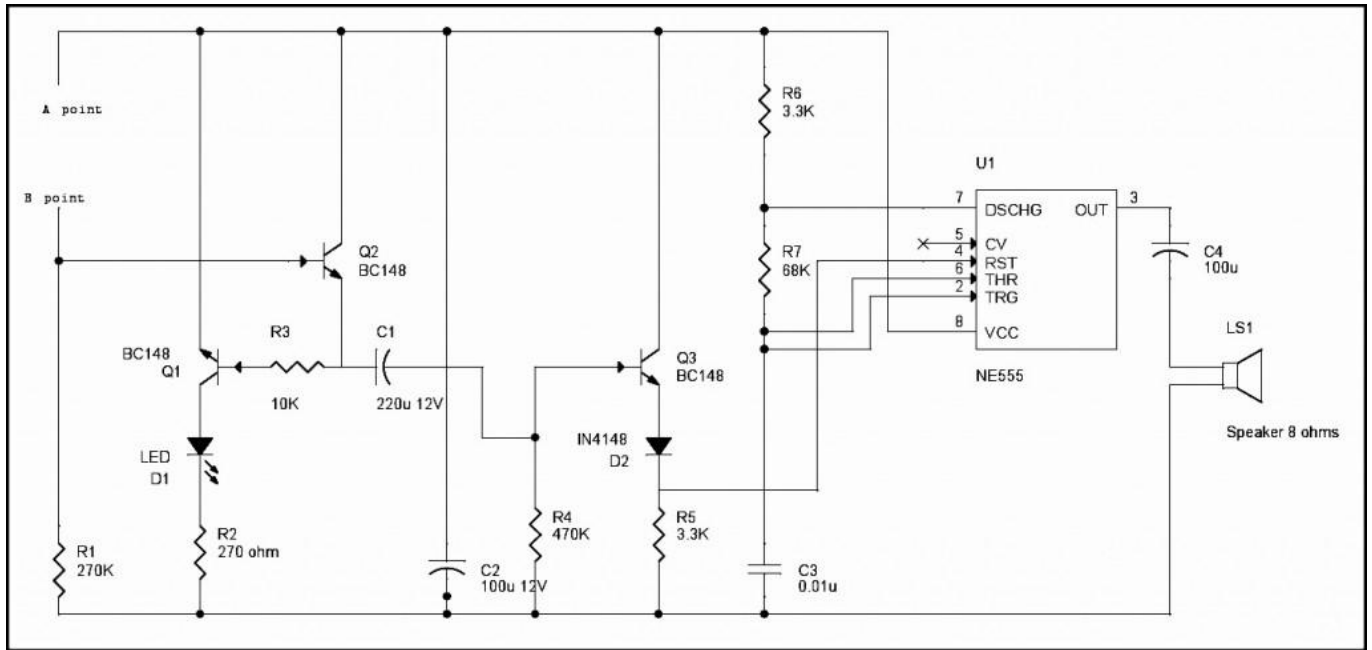 A point
B point
R1
270K
BC148
Q1
LED
D1
R2
270 ohm
R3
10K
Q2
BC148
C1
220u 12V
C2
100u 12V
R4
470K
Q3
BC148
IN4148
D2
R5
3.3K
R6
3.3K
R7
68K
C3
0.01u
U1
7
DSCHG
OUT
3
5
CV
4
RST
6
THR
2
TRG
8
VCC
NE555
C4
100u
LS1
Speaker 8 ohms